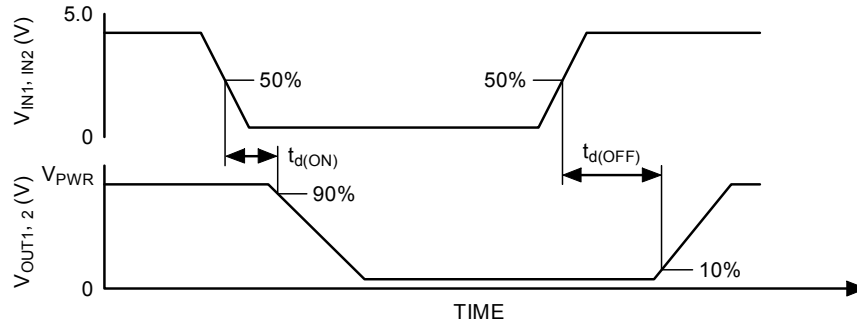 5.0
V_IN1, IN2 (V)
50%
50%
0
t_d(ON)
t_d(OFF)
V_PWR
V_OUT1, 2 (V)
90%
10%
0
TIME